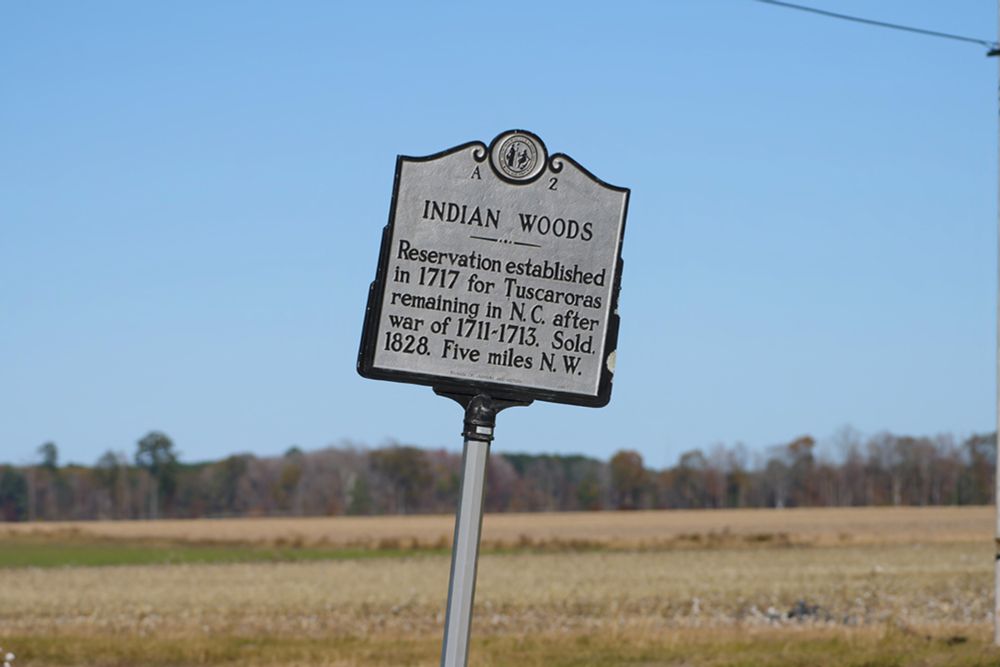 A 2
INDIAN WOODS
Reservation established
in 1717 for Tuscaroras
remaining in N.C. after
war of 1711-1713. Sold,
1828. Five miles N.W.